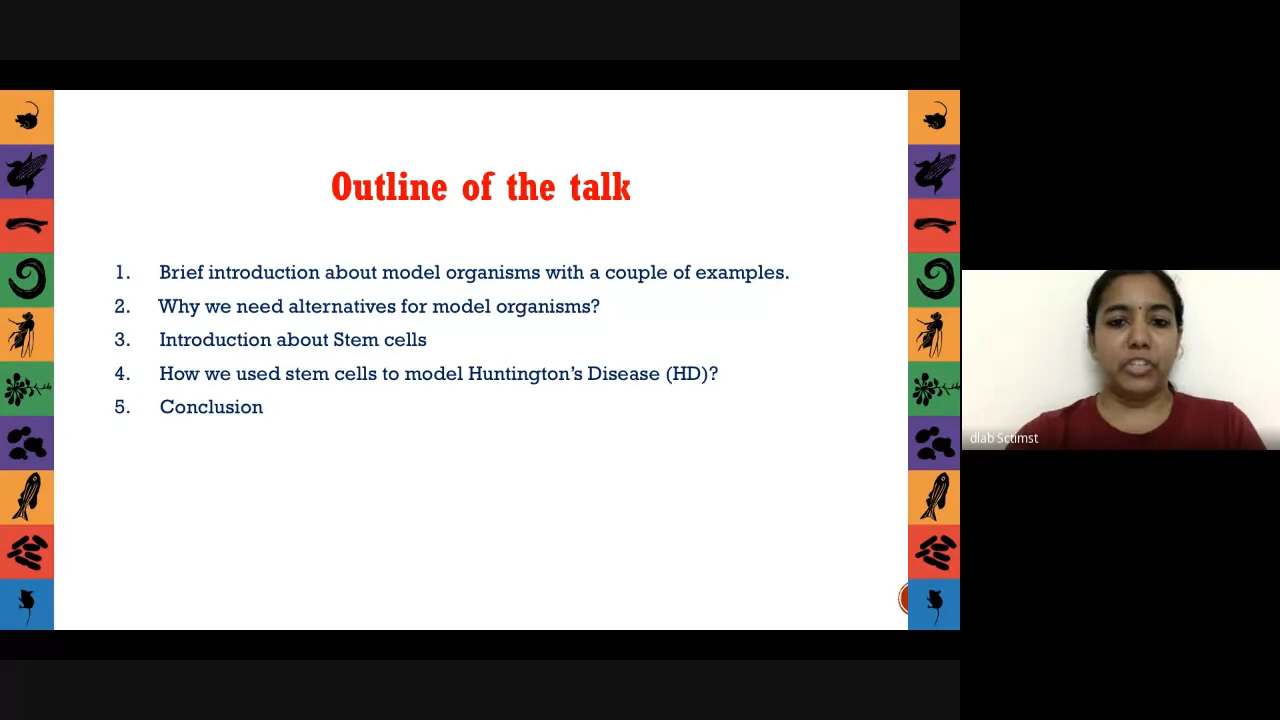 Outline of the talk
1. Brief introduction about model organisms with a couple of examples.
2. Why we need alternatives for model organisms?
3. Introduction about Stem cells
4. How we used stem cells to model Huntington’s Disease (HD)?
5. Conclusion
dlab Sctimst